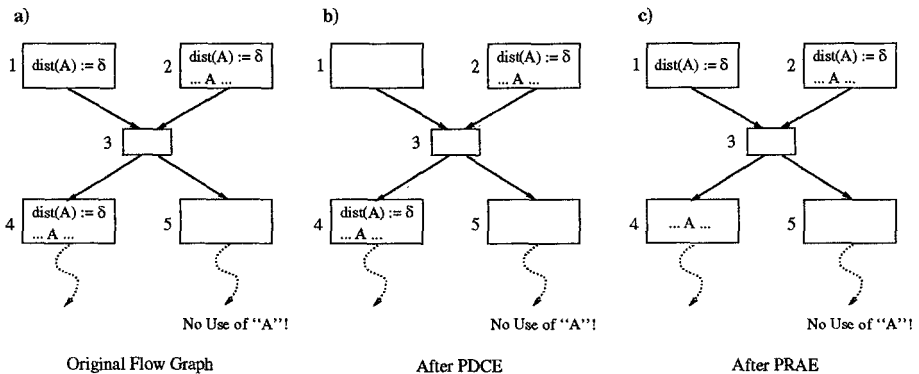 a)
1
dist(A) := δ
2
dist(A) := δ
... A ...
3
4
dist(A) := δ
... A ...
5
No Use of “A”!
Original Flow Graph
b)
1
2
dist(A) := δ
... A ...
3
4
dist(A) := δ
... A ...
5
No Use of “A”!
After PDCE
c)
1
dist(A) := δ
2
dist(A) := δ
... A ...
3
4
... A ...
5
No Use of “A”!
After PRAE